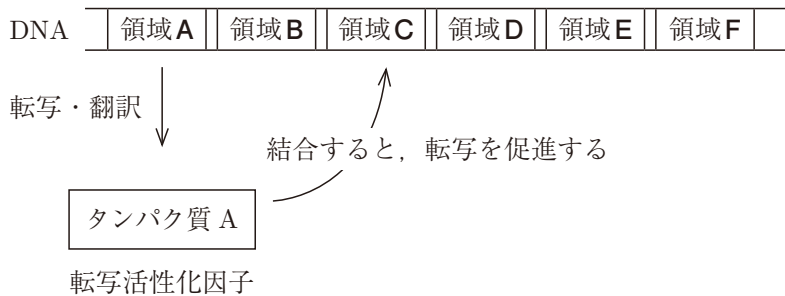 DNA 領域A 領域B 領域C 領域D 領域E 領域F
転写・翻訳
結合すると，転写を促進する
タンパク質 A
転写活性化因子